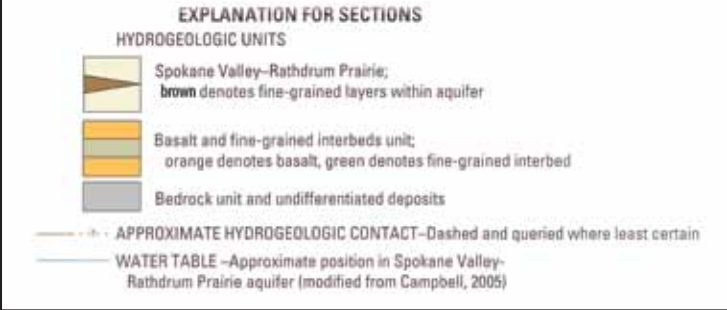 EXPLANATION FOR SECTIONS
HYDROGEOLOGIC UNITS
Spokane Valley–Rathdrum Prairie;
brown denotes fine-grained layers within aquifer
Basalt and fine-grained interbeds unit;
orange denotes basalt, green denotes fine-grained interbed
Bedrock unit and undifferentiated deposits
APPROXIMATE HYDROGEOLOGIC CONTACT–Dashed and queried where least certain
WATER TABLE –Approximate position in Spokane Valley-
Rathdrum Prairie aquifer (modified from Campbell, 2005)